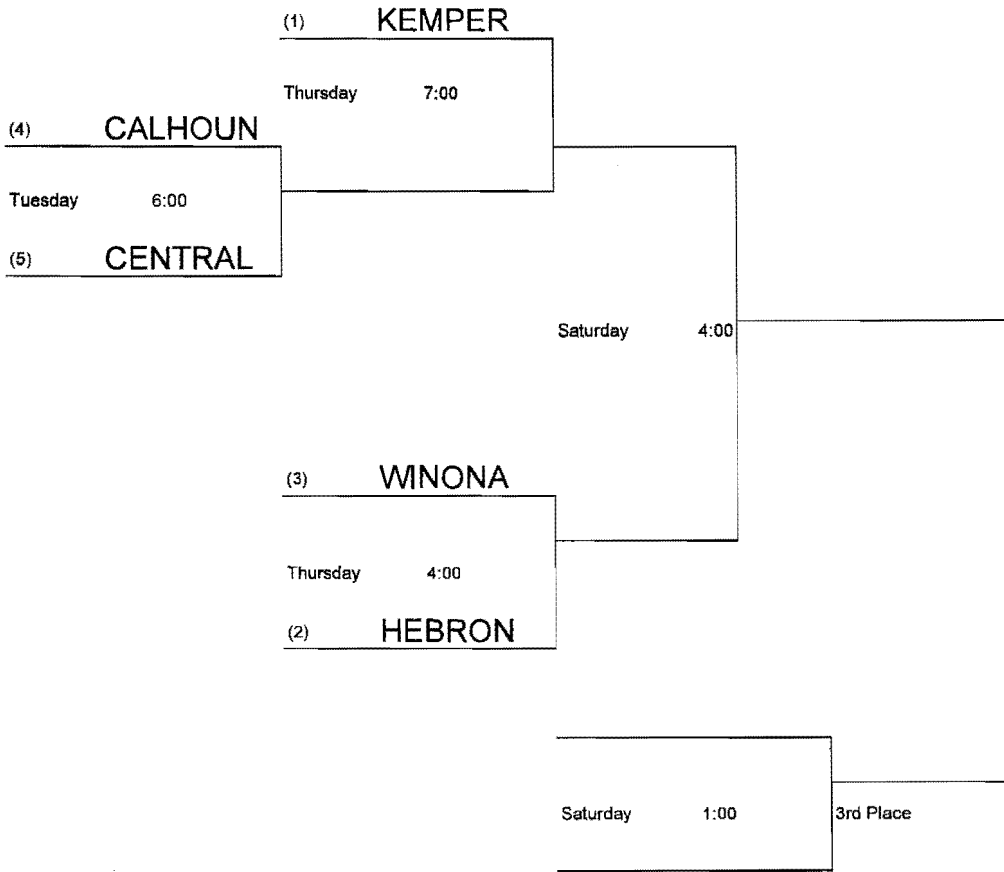 (1) KEMPER
Thursday 7:00
(4) CALHOUN
Tuesday 6:00
(5) CENTRAL
Saturday 4:00
(3) WINONA
Thursday 4:00
(2) HEBRON
Saturday 1:00 3rd Place